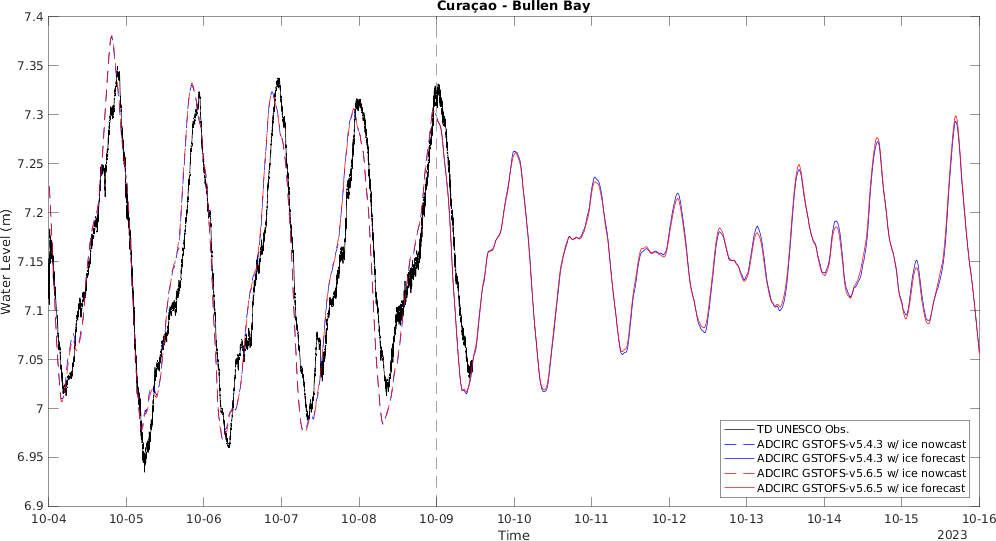 Curaçao - Bullen Bay
7.4
7.35
7.3
7.25
7.2
7.15
7.1
7.05
7
6.95
6.9
Water Level (m)
TD UNESCO Obs.
ADCIRC GSTOFS-v5.4.3 w/ ice nowcast
ADCIRC GSTOFS-v5.4.3 w/ ice forecast
ADCIRC GSTOFS-v5.6.5 w/ ice nowcast
ADCIRC GSTOFS-v5.6.5 w/ ice forecast
10-04 10-05 10-06 10-07 10-08 10-09 10-10 10-11 10-12 10-13 10-14 10-15 10-16
Time
2023